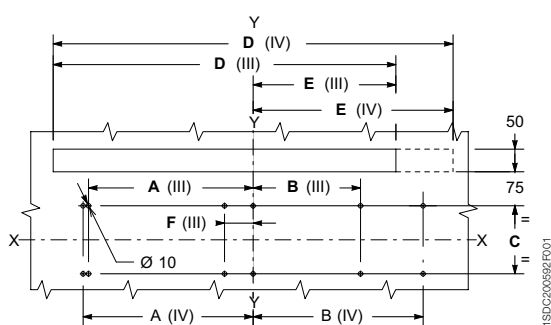 Y
D (IV)
D (III)
E (III)
E (IV)
Y
50
A (III)
B (III)
75
F (III)
X
X
=
C
=
Ø 10
Y
A (IV)
B (IV)
1SDC200592F001